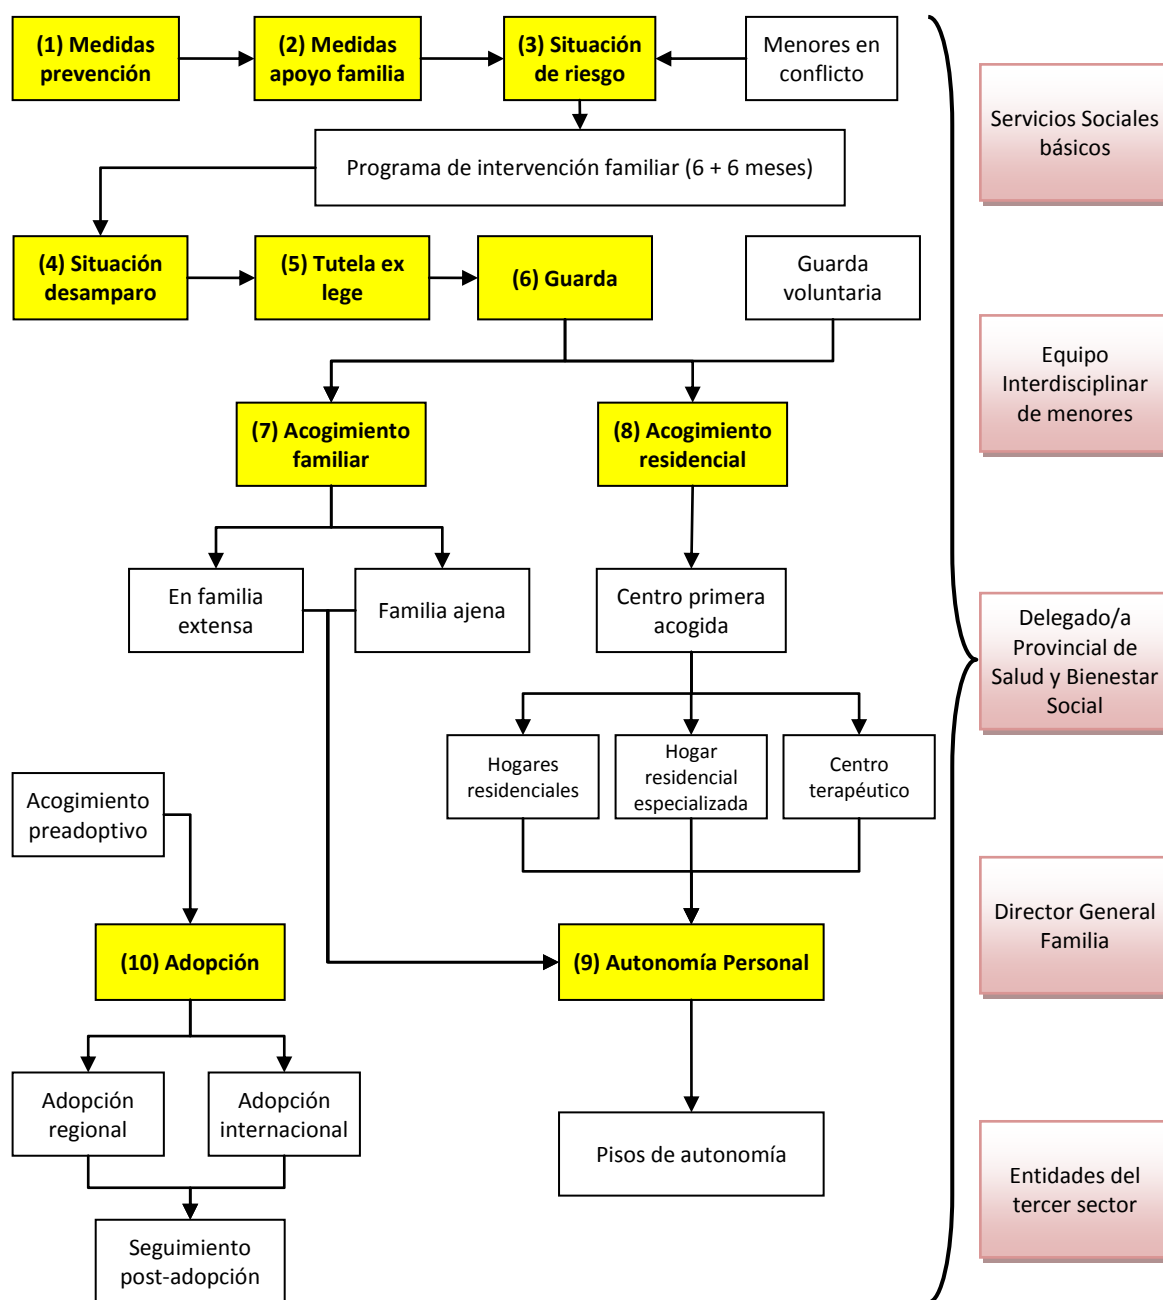 (1) Medidas
prevención
(2) Medidas
apoyo familia
(3) Situación
de riesgo
Menores en
conflicto
Programa de intervención familiar (6 + 6 meses)
(4) Situación
desamparo
(5) Tutela ex
lege
(6) Guarda
Guarda
voluntaria
(7) Acogimiento
familiar
(8) Acogimiento
residencial
En familia
extensa
Familia ajena
Centro primera
acogida
Hogares
residenciales
Hogar
residencial
especializada
Centro
terapéutico
Acogimiento
preadoptivo
(10) Adopción
(9) Autonomía Personal
Adopción
regional
Adopción
internacional
Pisos de autonomía
Seguimiento
post-adopción
Servicios Sociales
básicos
Equipo
Interdisciplinar
de menores
Delegado/a
Provincial de
Salud y Bienestar
Social
Director General
Familia
Entidades del
tercer sector